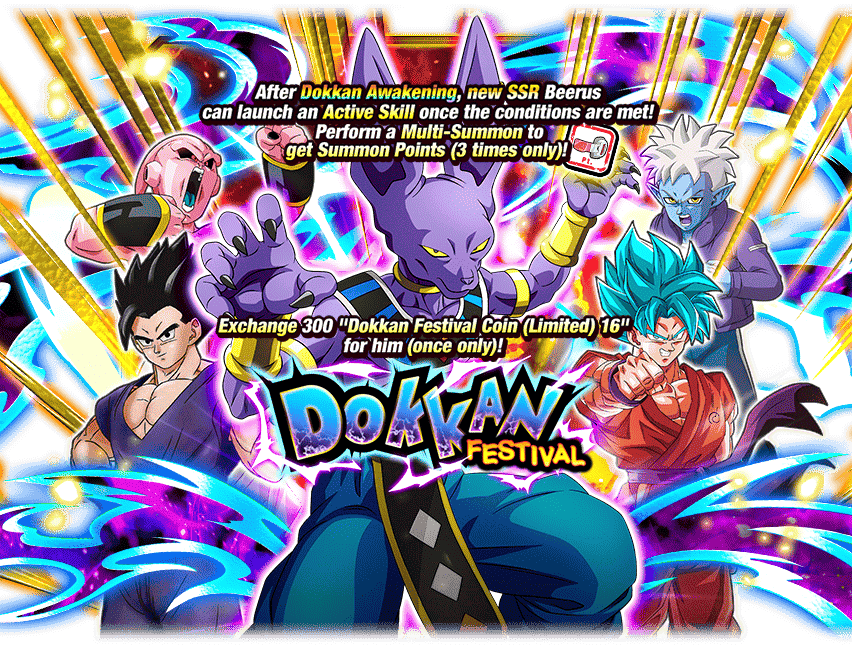 After Dokkan Awakening, new SSR Beerus
can launch an Active Skill once the conditions are met!
Perform a Multi-Summon to
get Summon Points (3 times only)!
P.t.
Exchange 300 "Dokkan Festival Coin (Limited) 16"
for him (once only)!
DOKKAN
FESTIVAL